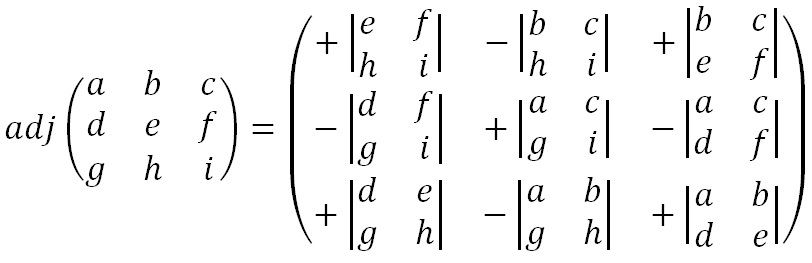 adj (a b c; d e f; g h i) = (+ |e f; h i| − |b c; h i| + |b c; e f|;
− |d f; g i| + |a c; g i| − |a c; d f|;
+ |d e; g h| − |a b; g h| + |a b; d e|)